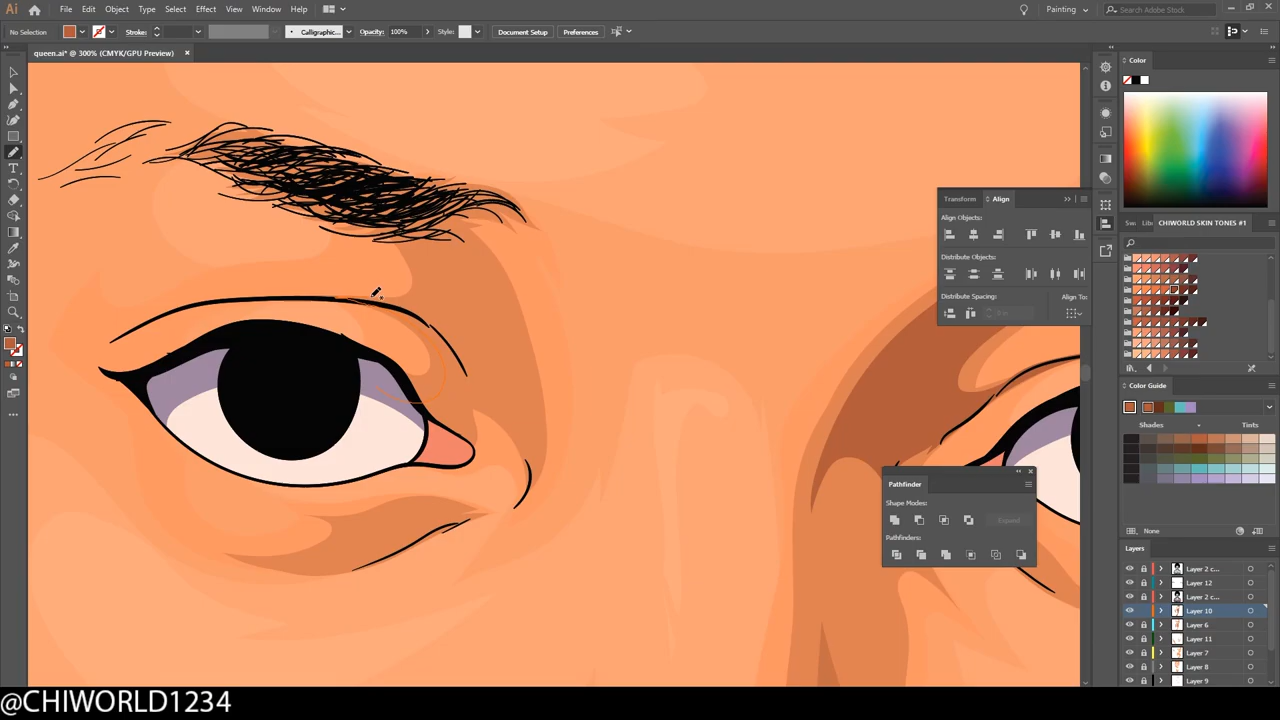 Ai File Edit Object Type Select Effect View Window Help Painting Search Adobe Stock
No Selection Stroke: Calligraphic... Opacity: 100% Style: Document Setup Preferences
queen.ai* @ 300% (CMYK/GPU Preview) ×
Color
Transform Align
Align Objects:
Distribute Objects:
Distribute Spacing: Align To:
CHIWORLD SKIN TONES #1
Color Guide
Shades Tints
None
Pathfinder
Shape Modes:
Expand
Pathfinders:
Layers
Layer 2 c...
Layer 12
Layer 2 c...
Layer 10
Layer 6
Layer 11
Layer 7
Layer 8
Layer 9
@CHIWORLD1234